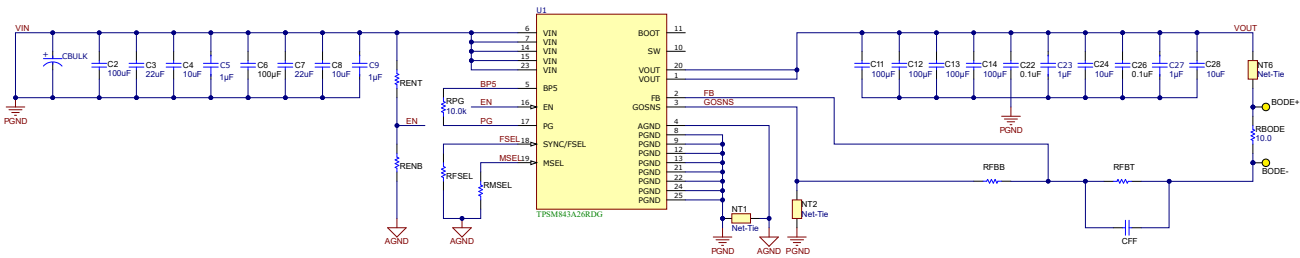 U1
VIN
CBULK
C2
100uF
C3
22uF
C4
10uF
C5
1µF
C6
100µF
C7
22uF
C8
10uF
C9
1µF
PGND
RENT
EN
RENB
AGND
BP5
RPG
10.0k
EN
PG
FSEL
MSEL
RFSEL
RMSEL
AGND
6 VIN
7 VIN
14 VIN
15 VIN
23 VIN
5 BP5
16 EN
17 PG
18 SYNC/FSEL
19 MSEL
BOOT 11
SW 10
VOUT 20
VOUT 1
FB 2
GOSNS 3
AGND 4
PGND 8
PGND 9
PGND 12
PGND 13
PGND 21
PGND 22
PGND 24
PGND 25
TPSM843A26RDG
FB
GOSNS
NT1
Net-Tie
PGND
AGND
NT2
Net-Tie
PGND
C11
100µF
C12
100µF
C13
100µF
C14
100µF
C22
0.1uF
C23
1µF
C24
10uF
C26
0.1uF
C27
1µF
C28
10uF
PGND
VOUT
NT6
Net-Tie
BODE+
RBODE
10.0
BODE-
RFBB
RFBT
CFF